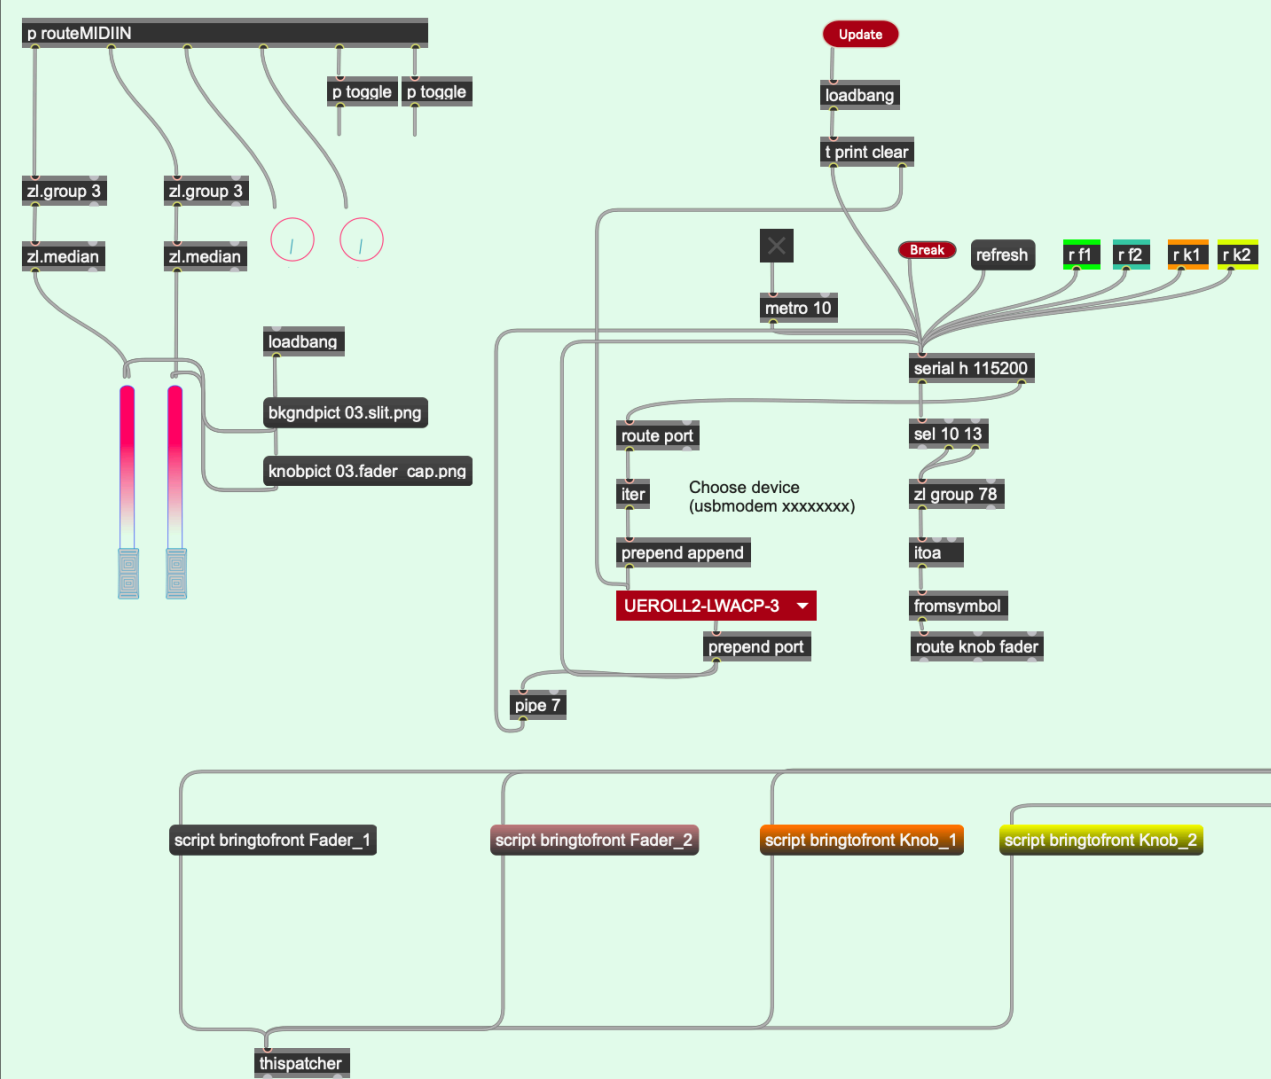 p routeMIDIIN
Update
p toggle
p toggle
loadbang
t print clear
zl.group 3
zl.group 3
zl.median
zl.median
Break
refresh
r f1
r f2
r k1
r k2
metro 10
loadbang
serial h 115200
bkgndpict 03.slit.png
route port
sel 10 13
knobpict 03.fader_cap.png
iter
Choose device
(usbmodem xxxxxxxx)
zl group 78
prepend append
itoa
UEROLL2-LWACP-3
fromsymbol
prepend port
route knob fader
pipe 7
script bringtofront Fader_1
script bringtofront Fader_2
script bringtofront Knob_1
script bringtofront Knob_2
thispatcher